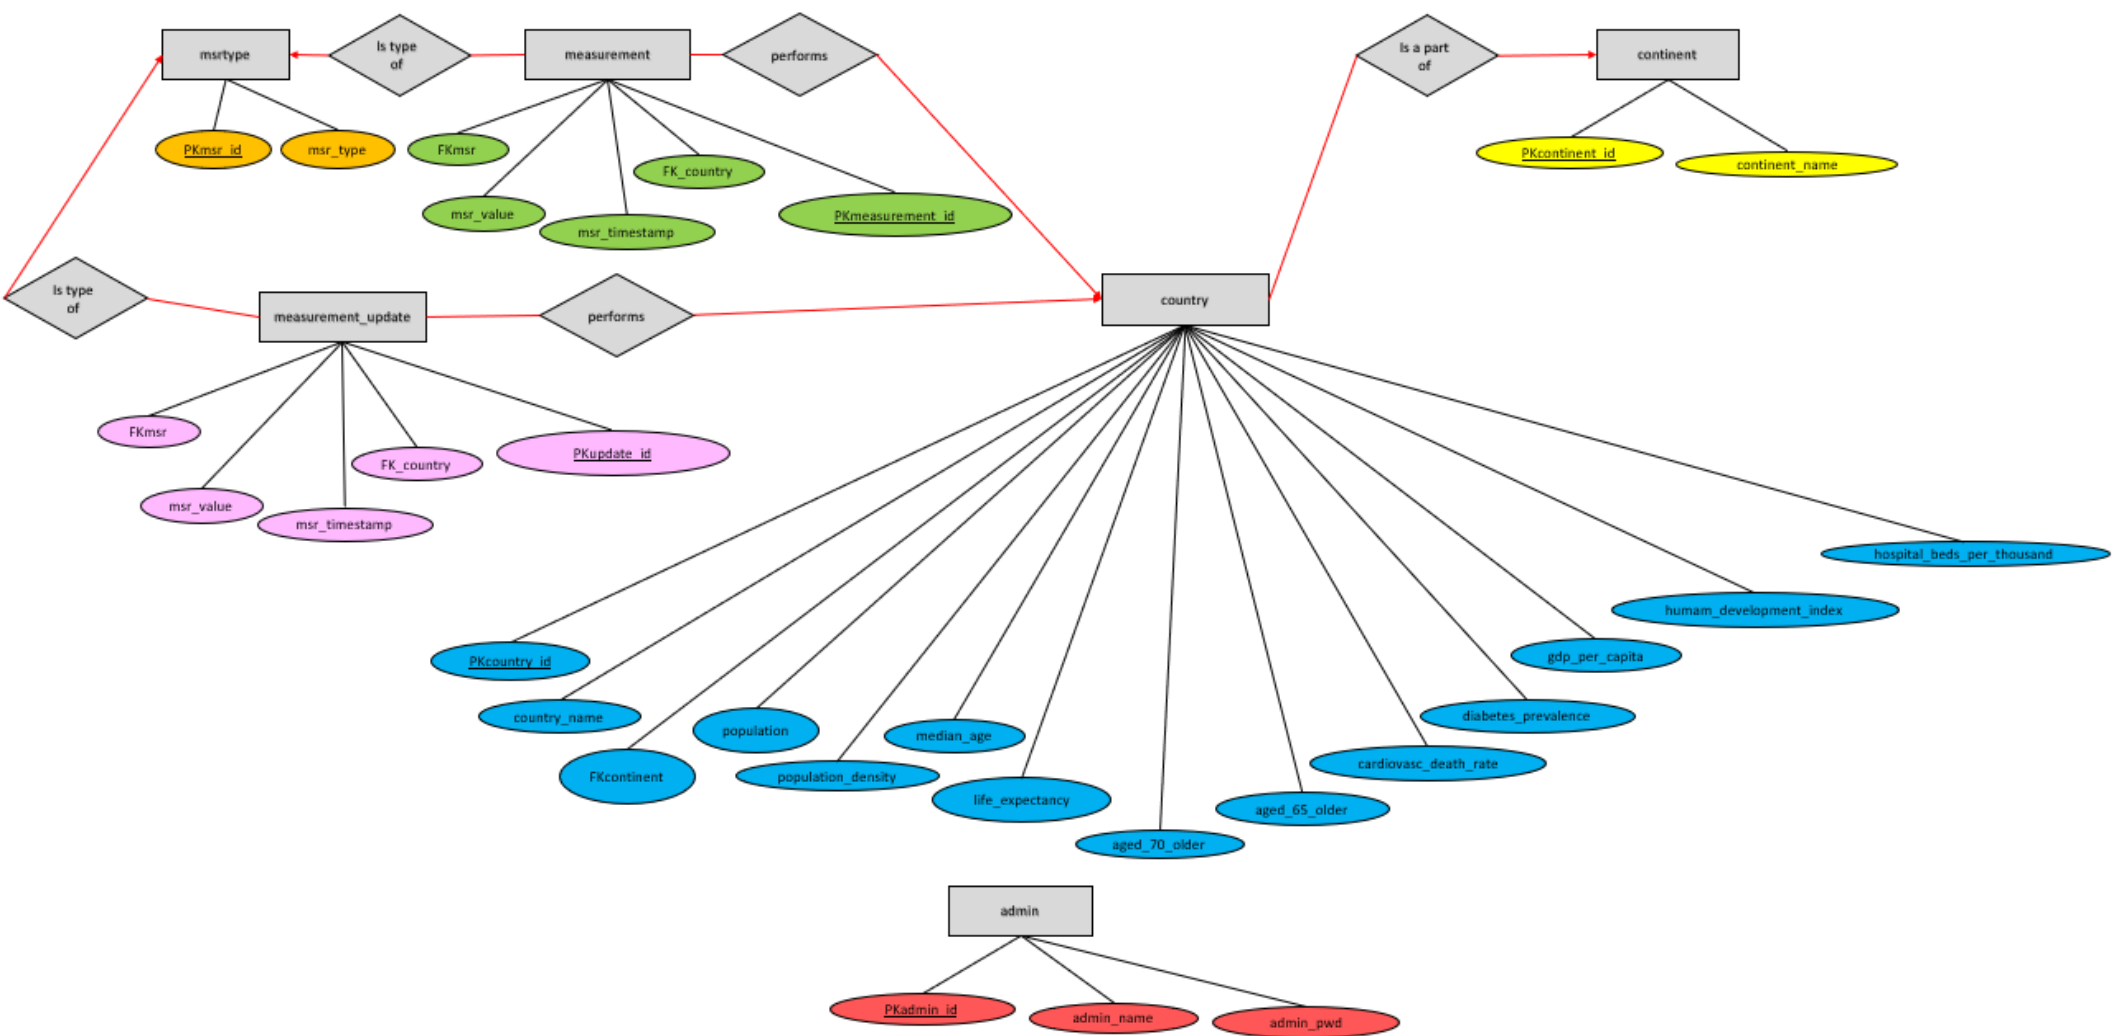 msrtype
Is type
of
measurement
performs
Is a part
of
continent
PKmsr_id
msr_type
FKmsr
FK_country
msr_value
msr_timestamp
PKmeasurement_id
PKcontinent_id
continent_name
Is type
of
measurement_update
performs
country
FKmsr
FK_country
PKupdate_id
msr_value
msr_timestamp
hospital_beds_per_thousand
humam_development_index
gdp_per_capita
PKcountry_id
country_name
population
median_age
diabetes_prevalence
FKcontinent
population_density
cardiovasc_death_rate
life_expectancy
aged_65_older
aged_70_older
admin
PKadmin_id
admin_name
admin_pwd